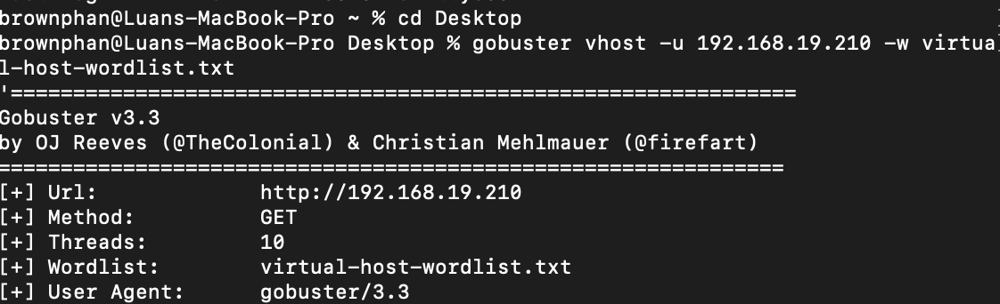 brownphan@Luans-MacBook-Pro ~ % cd Desktop
brownphan@Luans-MacBook-Pro Desktop % gobuster vhost -u 192.168.19.210 -w virtua
l-host-wordlist.txt
'===============================================================
Gobuster v3.3
by OJ Reeves (@TheColonial) & Christian Mehlmauer (@firefart)
===============================================================
[+] Url:             http://192.168.19.210
[+] Method:          GET
[+] Threads:         10
[+] Wordlist:        virtual-host-wordlist.txt
[+] User Agent:      gobuster/3.3